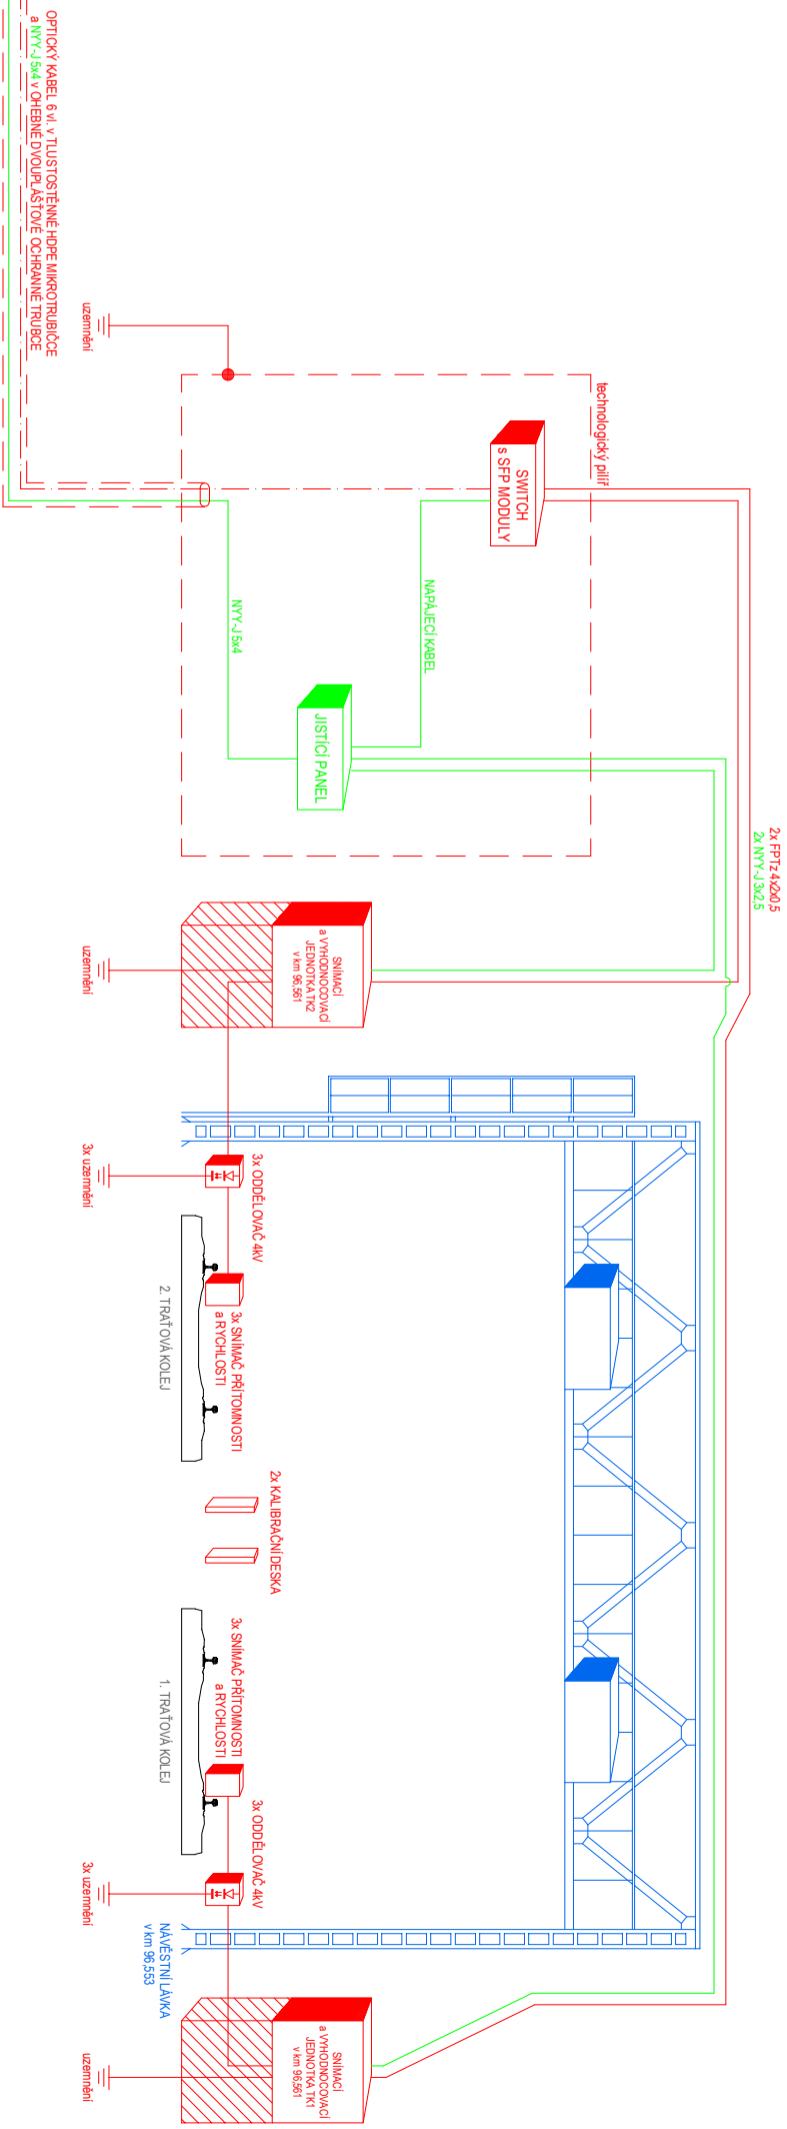 OPTICKÝ KABEL 6 vl. v TLUSTOSTĚNNÉ HDPE MIKROTRUBIČCE
a NYY-J 5x4 v OHEBNÉ DVOUPLÁŠŤOVÉ OCHRANNÉ TRUBCE
uzemnění
technologický pilíř
SWITCH
s SFP MODULY
NAPÁJECÍ KABEL
NYY-J 5x4
JISTÍCÍ PANEL
2x FPTz 4x2x0,5
2x NYY-J 3x2,5
SNÍMACÍ
a VYHODNOCOVACÍ
JEDNOTKA TK2
v km 96,561
uzemnění
3x ODDĚLOVAČ 4kV
3x uzemnění
3x SNÍMAČ PŘÍTOMNOSTI
a RYCHLOSTI
2. TRAŤOVÁ KOLEJ
2x KALIBRAČNÍ DESKA
3x SNÍMAČ PŘÍTOMNOSTI
a RYCHLOSTI
1. TRAŤOVÁ KOLEJ
3x ODDĚLOVAČ 4kV
3x uzemnění
NÁVĚSTNÍ LÁVKA
v km 96,553
SNÍMACÍ
a VYHODNOCOVACÍ
JEDNOTKA TK1
v km 96,561
uzemnění